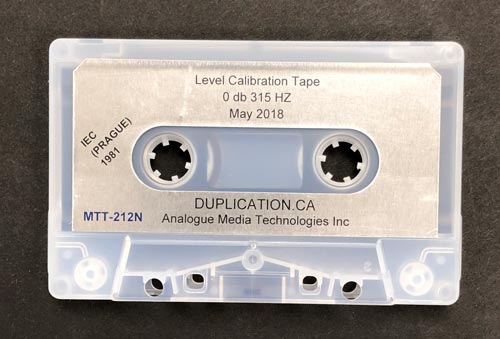 Level Calibration Tape
0 db 315 HZ
May 2018
IEC
(PRAGUE)
1981
DUPLICATION.CA
MTT-212N
Analogue Media Technologies Inc